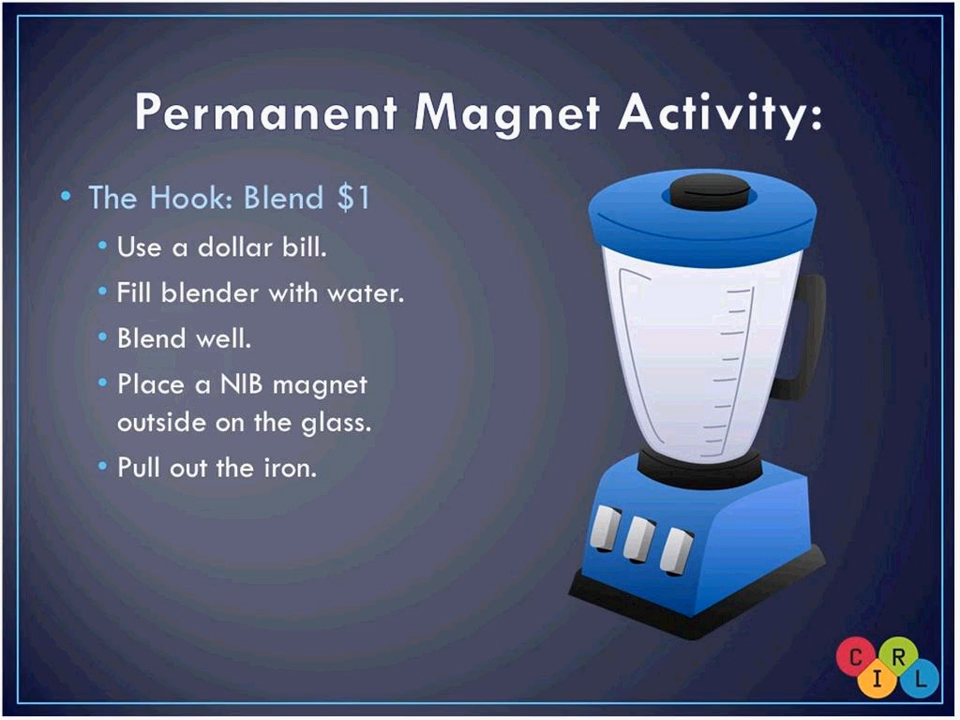 Permanent Magnet Activity:
• The Hook: Blend $1
• Use a dollar bill.
• Fill blender with water.
• Blend well.
• Place a NIB magnet
outside on the glass.
• Pull out the iron.
C R
I L